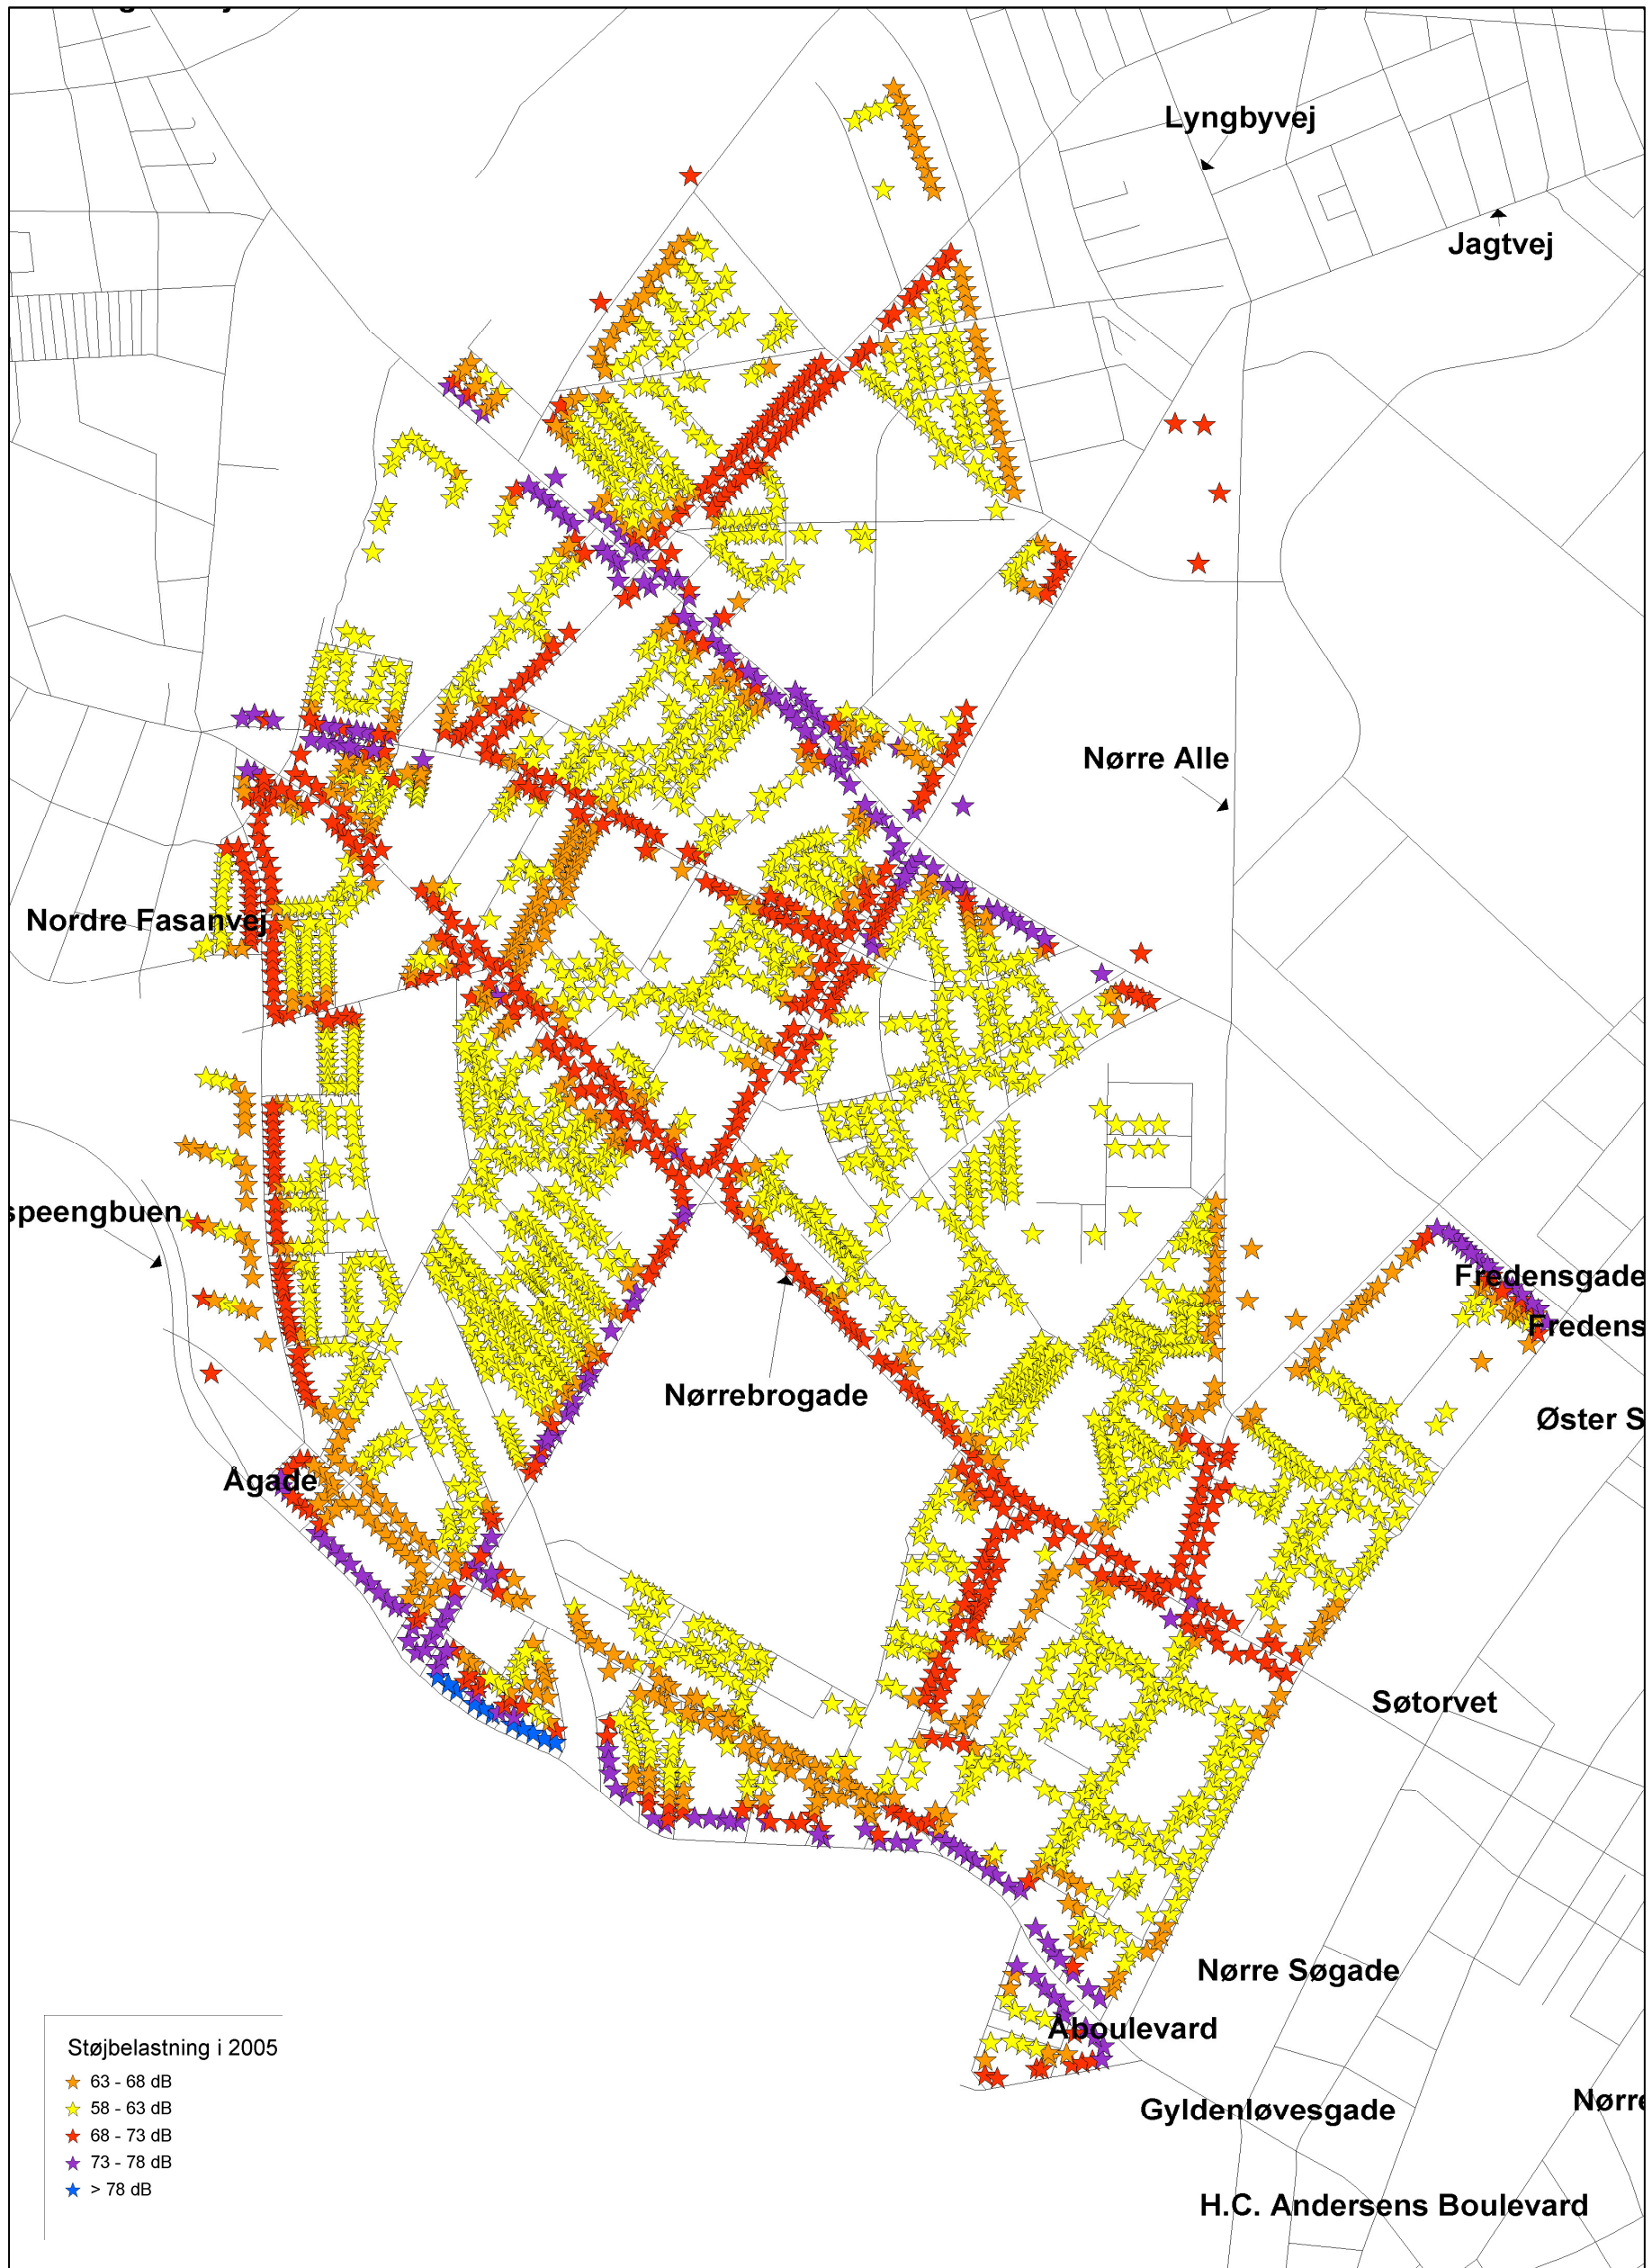 Lyngbyvej
Jagtvej
Nørre Alle
Nordre Fasanvej
speengbuen
Fredensgade
Fredens
Nørrebrogade
Øster S
Ågade
Søtorvet
Nørre Søgade
Åboulevard
Gyldenløvesgade
Nørre
H.C. Andersens Boulevard
Støjbelastning i 2005
63 - 68 dB
58 - 63 dB
68 - 73 dB
73 - 78 dB
> 78 dB